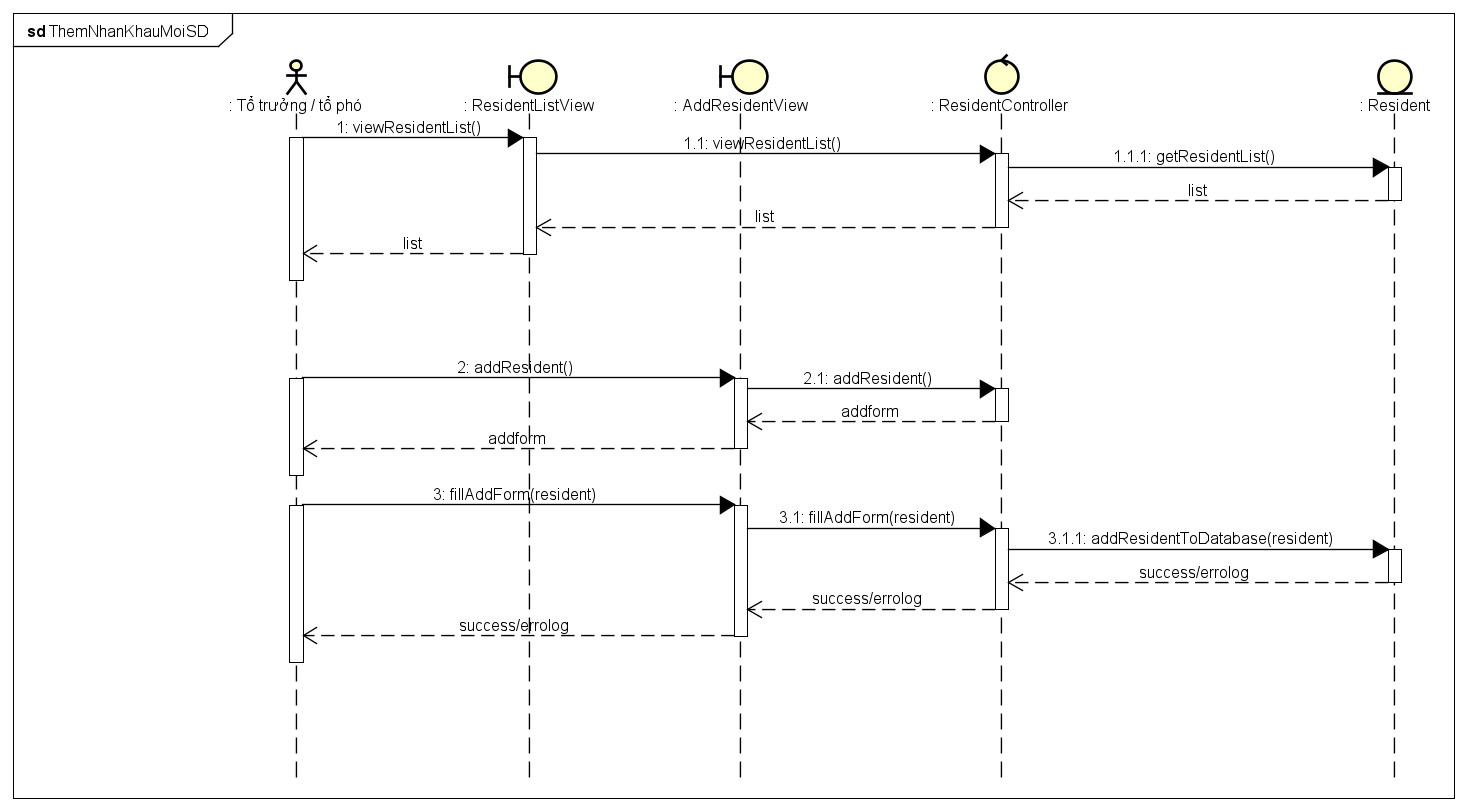 sd ThemNhanKhauMoiSD
: Tổ trưởng / tổ phó
: ResidentListView
: AddResidentView
: ResidentController
: Resident
1: viewResidentList()
1.1: viewResidentList()
1.1.1: getResidentList()
list
list
list
2: addResident()
2.1: addResident()
addform
addform
3: fillAddForm(resident)
3.1: fillAddForm(resident)
3.1.1: addResidentToDatabase(resident)
success/errolog
success/errolog
success/errolog